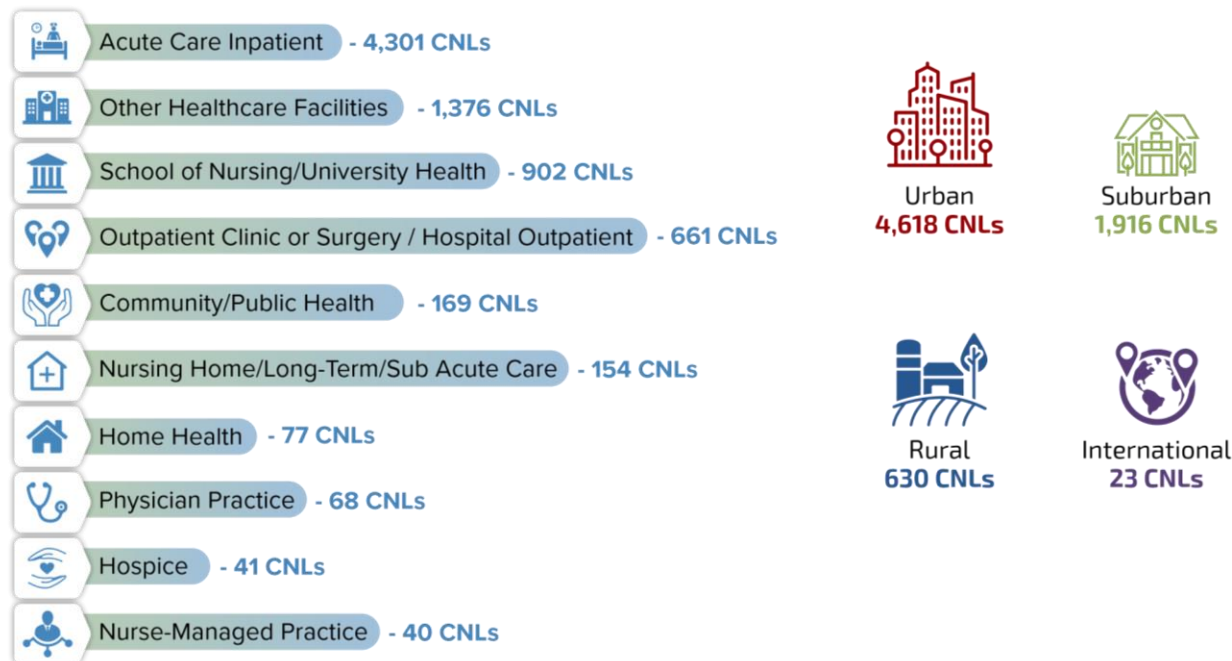 Acute Care Inpatient - 4,301 CNLs
Other Healthcare Facilities - 1,376 CNLs
School of Nursing/University Health - 902 CNLs
Outpatient Clinic or Surgery / Hospital Outpatient - 661 CNLs
Community/Public Health - 169 CNLs
Nursing Home/Long-Term/Sub Acute Care - 154 CNLs
Home Health - 77 CNLs
Physician Practice - 68 CNLs
Hospice - 41 CNLs
Nurse-Managed Practice - 40 CNLs
Urban
4,618 CNLs
Suburban
1,916 CNLs
Rural
630 CNLs
International
23 CNLs